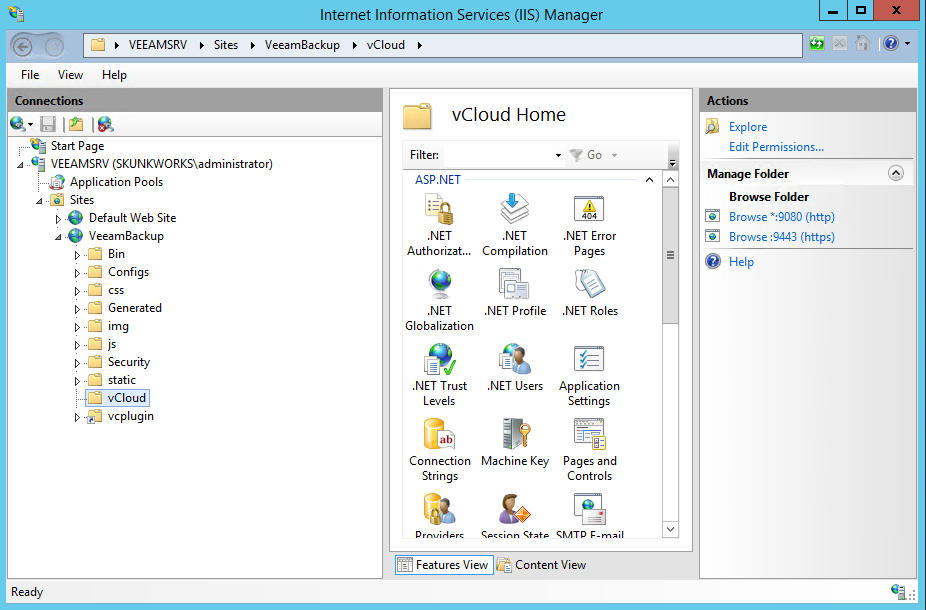 Internet Information Services (IIS) Manager
VEEAMSRV Sites VeeamBackup vCloud
File View Help
Connections
Start Page
VEEAMSRV (SKUNKWORKS\administrator)
Application Pools
Sites
Default Web Site
VeeamBackup
Bin
Configs
css
Generated
img
js
Security
static
vCloud
vcplugin
vCloud Home
Filter: Go
ASP.NET
.NET Authorizat...
.NET Compilation
404
.NET Error Pages
.NET Globalization
.NET Profile
.NET Roles
.NET Trust Levels
.NET Users
Application Settings
ab
Connection Strings
Machine Key
Pages and Controls
Providers
Session State
SMTP E-mail
Features View Content View
Actions
Explore
Edit Permissions...
Manage Folder
Browse Folder
Browse *:9080 (http)
Browse :9443 (https)
Help
Ready